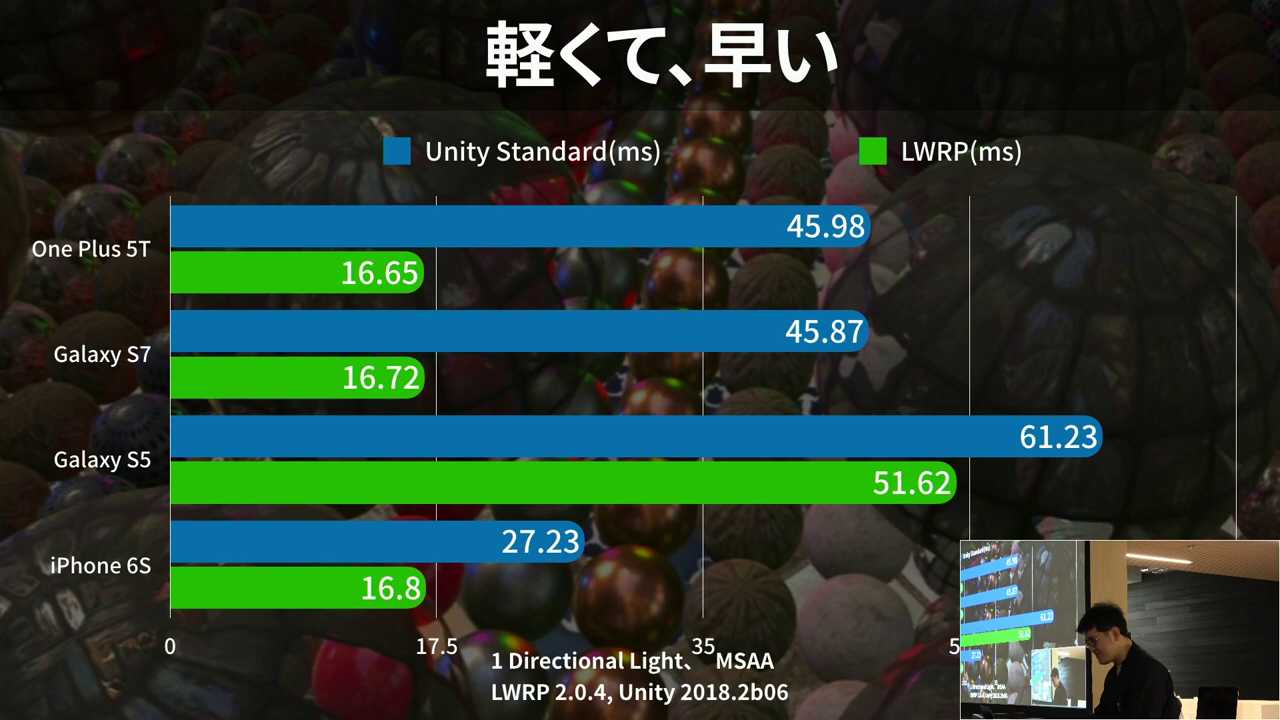 軽くて、早い
Unity Standard(ms)
LWRP(ms)
One Plus 5T
45.98
16.65
Galaxy S7
45.87
16.72
Galaxy S5
61.23
51.62
iPhone 6S
27.23
16.8
0
17.5
35
1 Directional Light、 MSAA
LWRP 2.0.4, Unity 2018.2b06